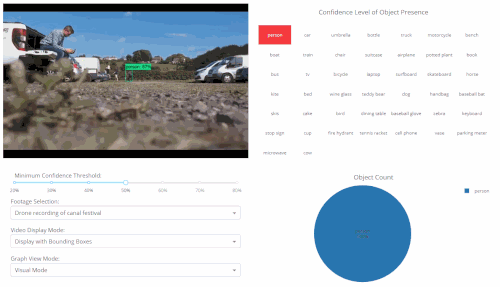 Confidence Level of Object Presence
person car umbrella bottle truck motorcycle bench
boat train chair suitcase airplane potted plant book
bus tv bicycle laptop surfboard skateboard horse
kite bed wine glass teddy bear dog handbag baseball bat
skis cake bird dining table baseball glove zebra keyboard
stop sign cup fire hydrant tennis racket cell phone vase parking meter
microwave cow
Minimum Confidence Threshold:
20% 30% 40% 50% 60% 70% 80%
Footage Selection:
Drone recording of canal festival
Video Display Mode:
Display with Bounding Boxes
Graph View Mode:
Visual Mode
Object Count
person